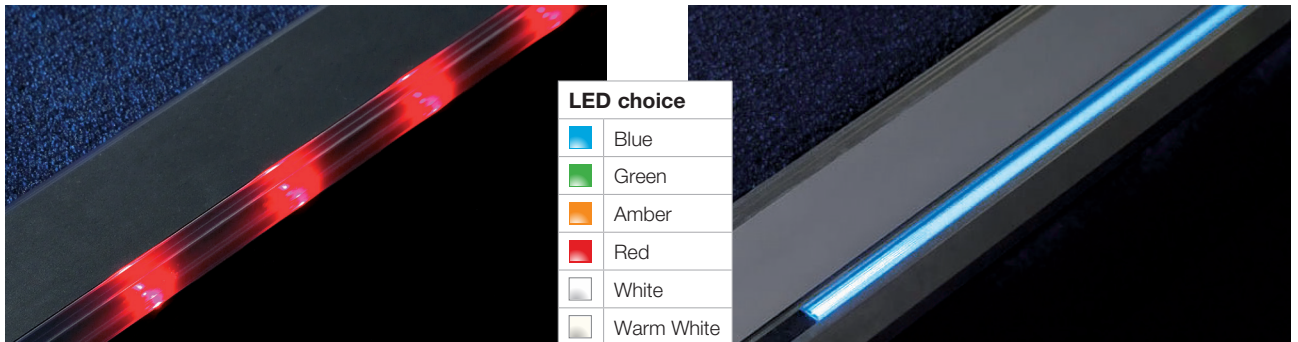 LED choice
Blue
Green
Amber
Red
White
Warm White